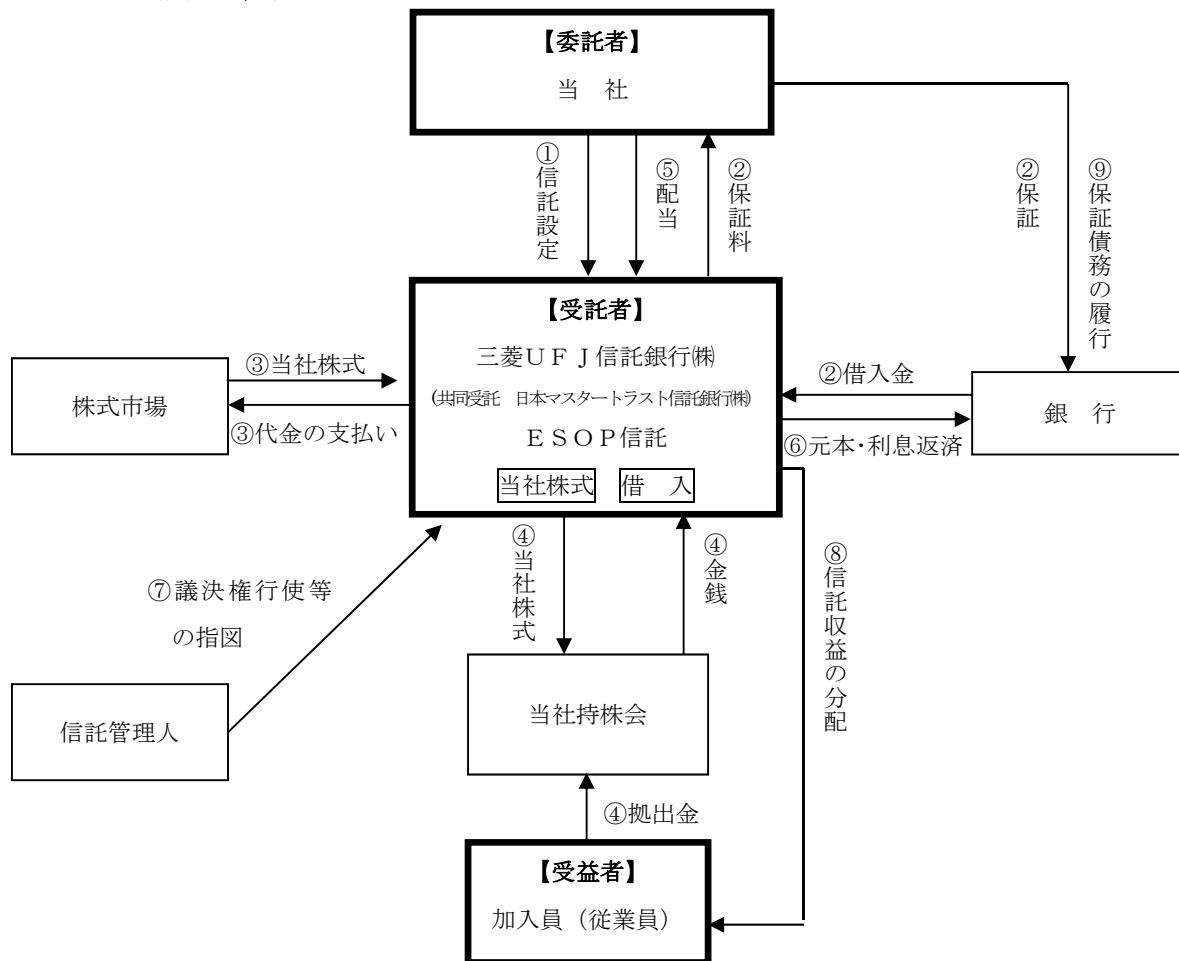 【委託者】
当 社
①信託設定
⑤配当
②保証料
②保証
⑨保証債務の履行
【受託者】
三菱UFJ信託銀行㈱
(共同受託 日本マスタートラスト信託銀行㈱)
ESOP信託
当社株式 借 入
③当社株式
③代金の支払い
株式市場
②借入金
⑥元本・利息返済
銀 行
④当社株式
④金銭
⑧信託収益の分配
⑦議決権行使等
の指図
信託管理人
当社持株会
④拠出金
【受益者】
加入員（従業員）